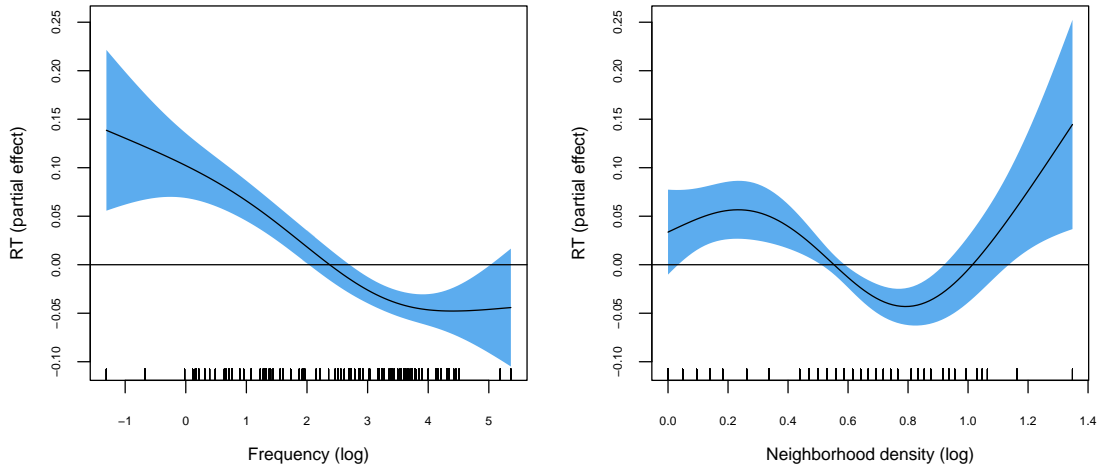 RT (partial effect)
0.25
0.20
0.15
0.10
0.05
0.00
−0.05
−0.10
−1 0 1 2 3 4 5
Frequency (log)
RT (partial effect)
0.25
0.20
0.15
0.10
0.05
0.00
−0.05
−0.10
0.0 0.2 0.4 0.6 0.8 1.0 1.2 1.4
Neighborhood density (log)